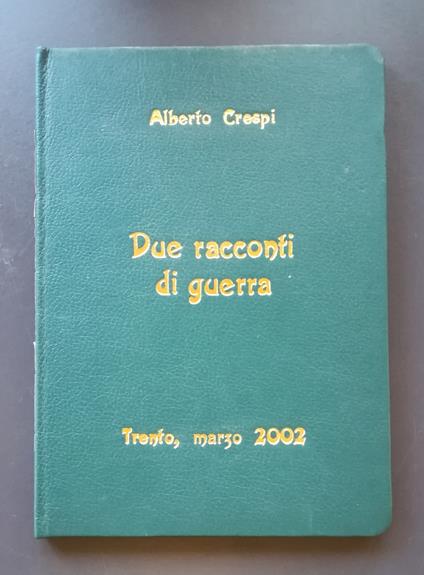 Alberto Crespi
Due racconti
di guerra
Trento, marzo 2002